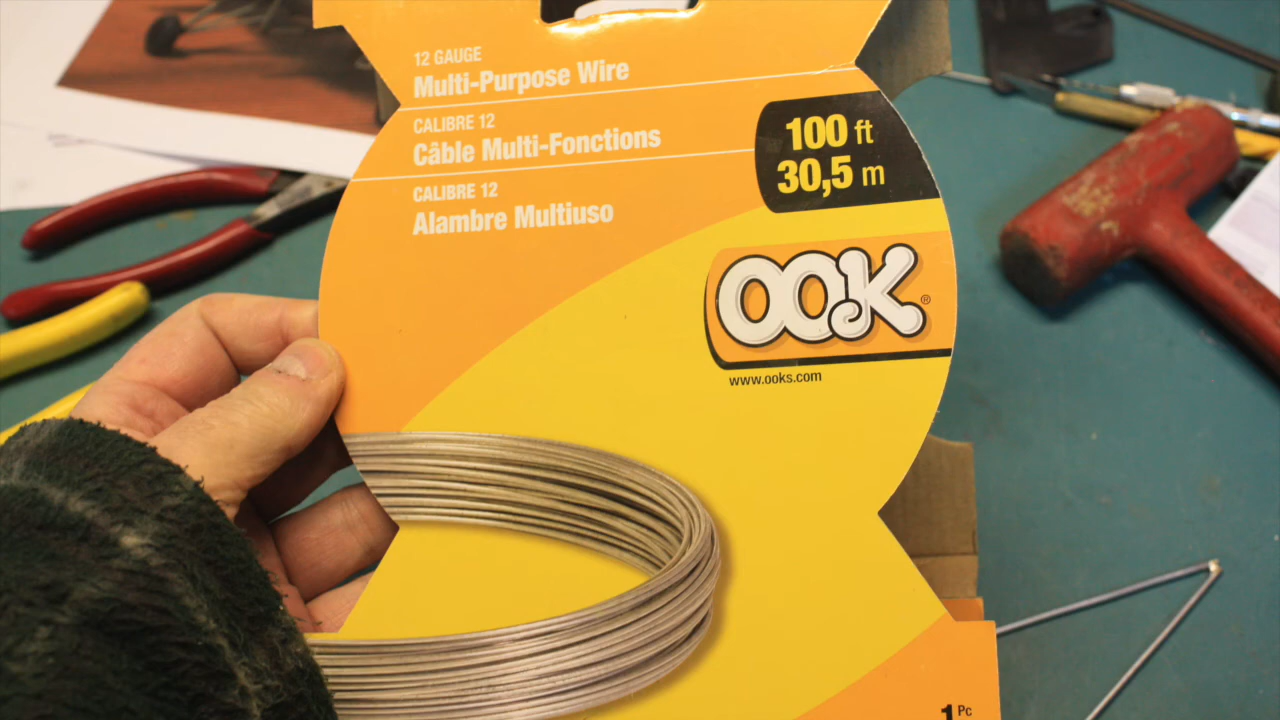 12 GAUGE
Multi-Purpose Wire
CALIBRE 12
Câble Multi-Fonctions
CALIBRE 12
Alambre Multiuso
100 ft
30,5 m
OOK®
www.ooks.com
1 Pc